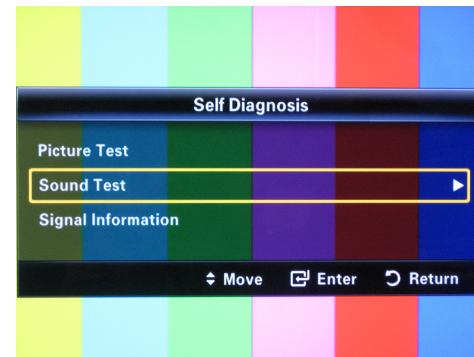 Self Diagnosis
Picture Test
Sound Test
Signal Information
Move Enter Return